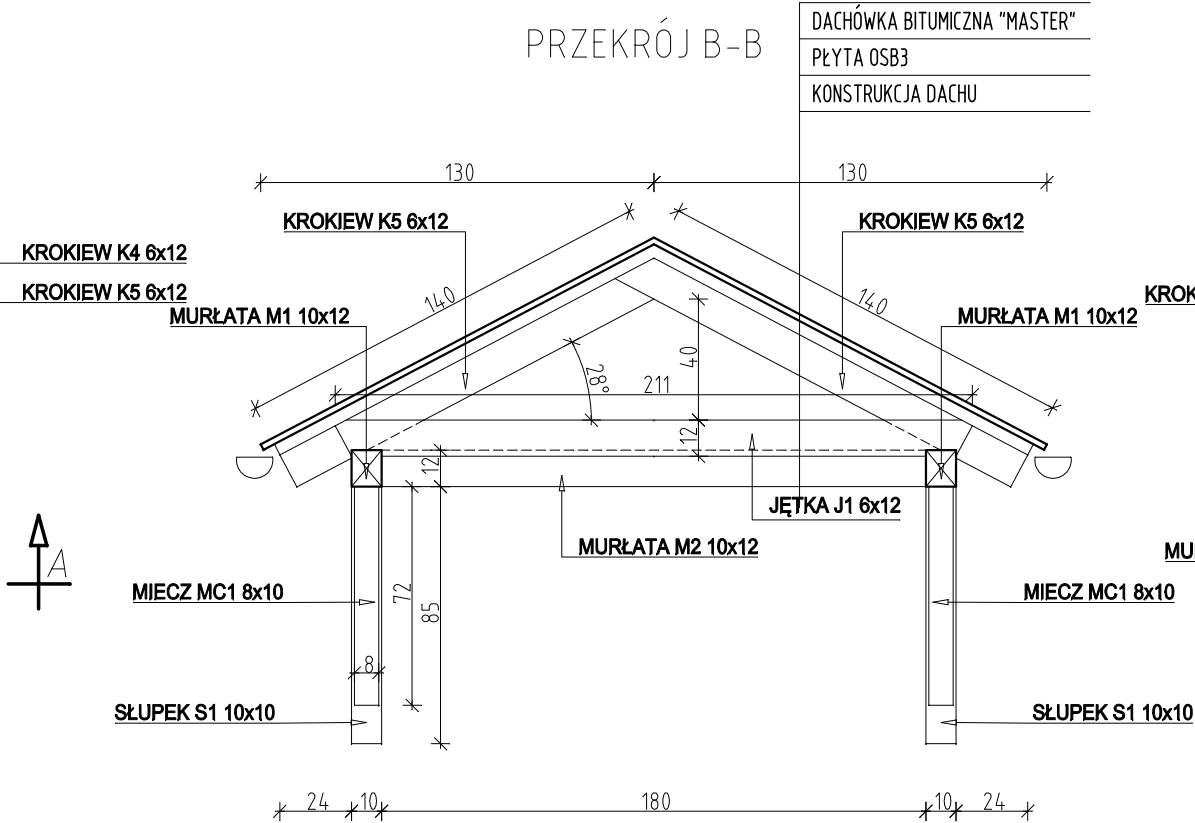 PRZEKRÓJ B-B
DACHÓWKA BITUMICZNA "MASTER"
PŁYTA OSB3
KONSTRUKCJA DACHU
130
130
KROKIEW K5 6x12
KROKIEW K5 6x12
KROKIEW K4 6x12
KROKIEW K5 6x12
140
140
KROK
MURŁATA M1 10x12
MURŁATA M1 10x12
40
28°
211
12
12
JĘTKA J1 6x12
MURŁATA M2 10x12
A
MU
MIECZ MC1 8x10
72
85
MIECZ MC1 8x10
8
SŁUPEK S1 10x10
SŁUPEK S1 10x10
24
10
180
10
24